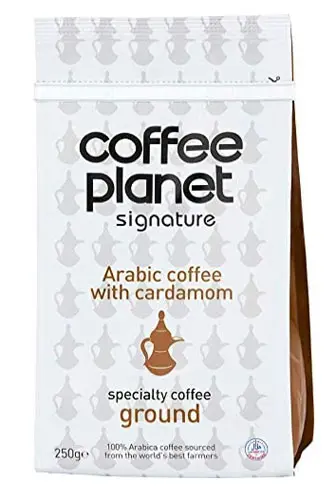 coffee
planet
signature
Arabic coffee
with cardamom
specialty coffee
ground
250g℮
100% Arabica coffee sourced
from the world's best farmers